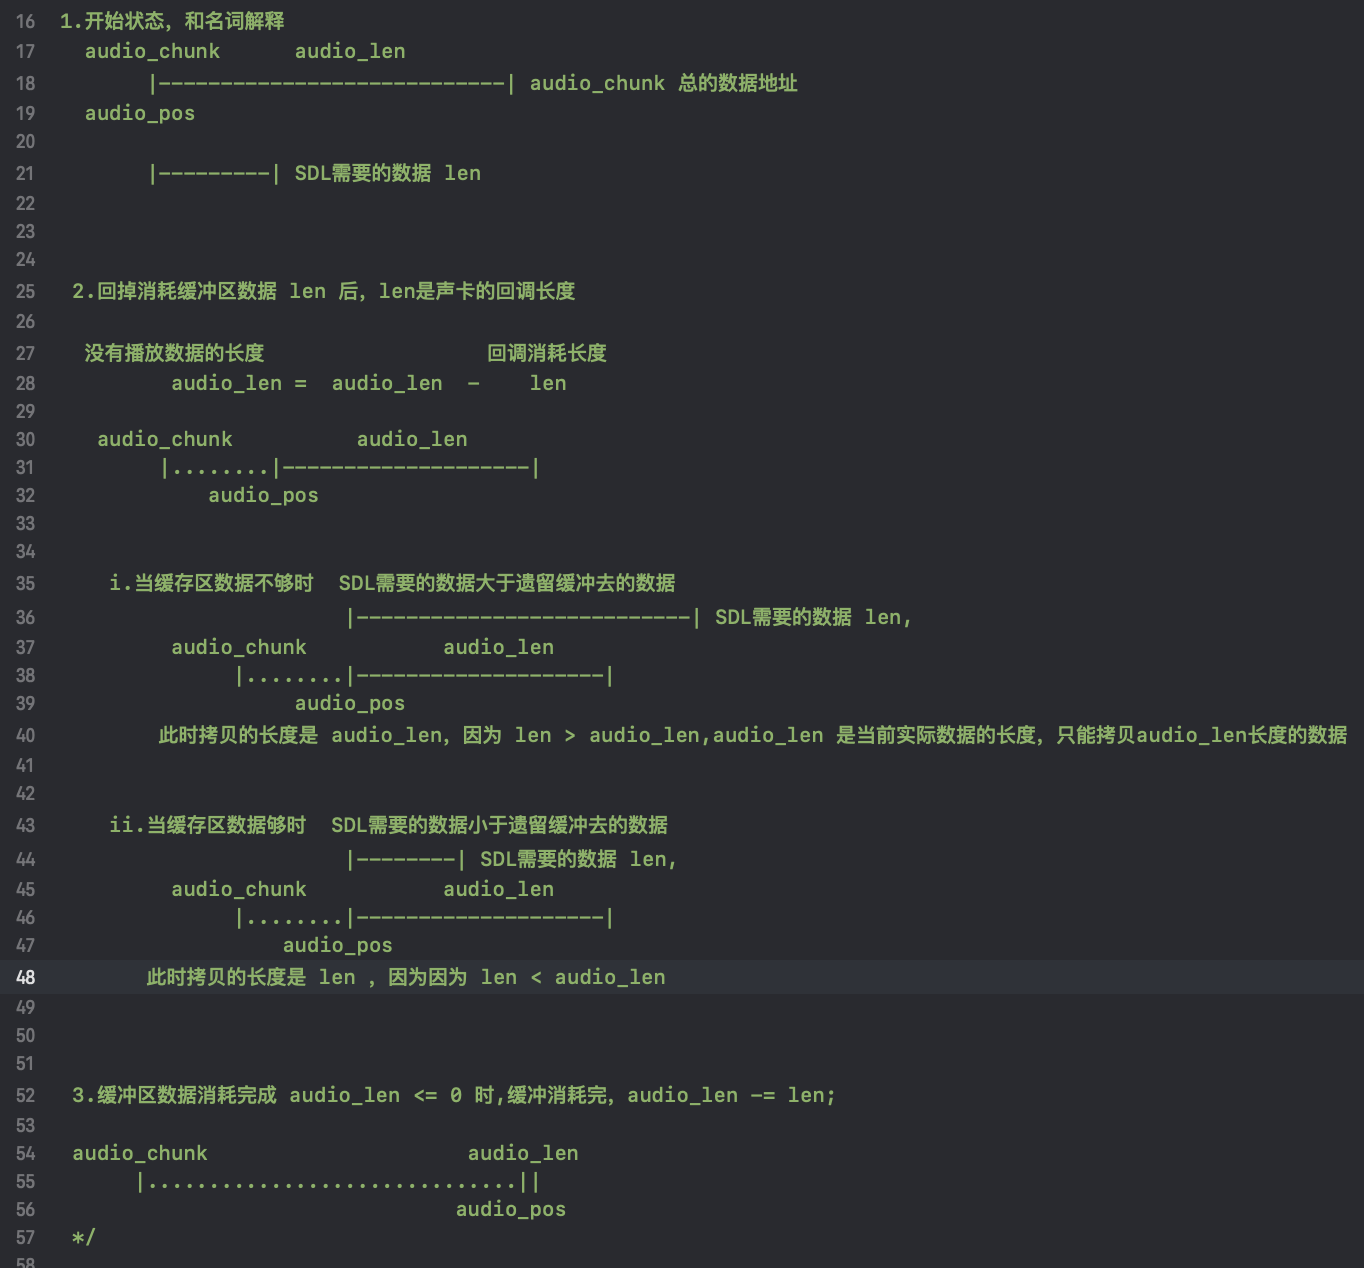 16 1.开始状态，和名词解释
17 audio_chunk audio_len
18 |----------------------------| audio_chunk 总的数据地址
19 audio_pos
20
21 |---------| SDL需要的数据 len
22
23
24
25 2.回掉消耗缓冲区数据 len 后，len是声卡的回调长度
26
27 没有播放数据的长度 回调消耗长度
28 audio_len = audio_len - len
29
30 audio_chunk audio_len
31 |........|--------------------|
32 audio_pos
33
34
35 i.当缓存区数据不够时 SDL需要的数据大于遗留缓冲去的数据
36 |---------------------------| SDL需要的数据 len,
37 audio_chunk audio_len
38 |........|--------------------|
39 audio_pos
40 此时拷贝的长度是 audio_len，因为 len > audio_len,audio_len 是当前实际数据的长度，只能拷贝audio_len长度的数据
41
42
43 ii.当缓存区数据够时 SDL需要的数据小于遗留缓冲去的数据
44 |--------| SDL需要的数据 len,
45 audio_chunk audio_len
46 |........|--------------------|
47 audio_pos
48 此时拷贝的长度是 len ，因为因为 len < audio_len
49
50
51
52 3.缓冲区数据消耗完成 audio_len <= 0 时,缓冲消耗完，audio_len -= len;
53
54 audio_chunk audio_len
55 |..............................||
56 audio_pos
57 */
58